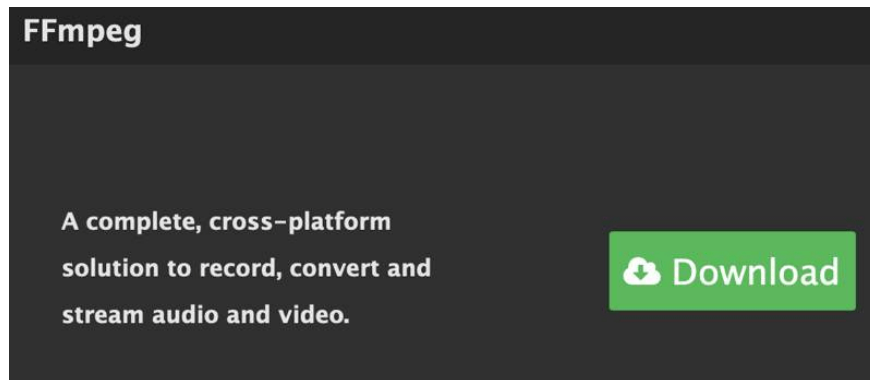 FFmpeg
A complete, cross-platform
solution to record, convert and
stream audio and video.
Download